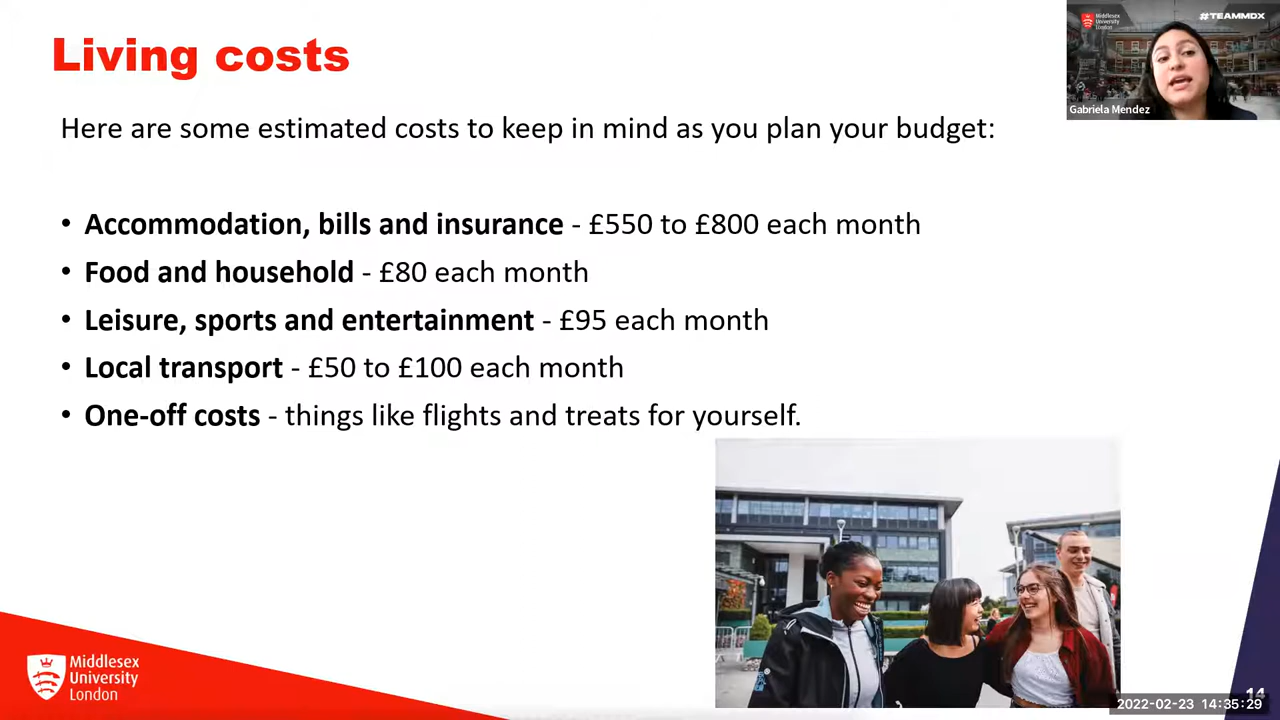 Living costs
Middlesex
University
London
#TEAMMDX
Gabriela Mendez
Here are some estimated costs to keep in mind as you plan your budget:
• Accommodation, bills and insurance - £550 to £800 each month
• Food and household - £80 each month
• Leisure, sports and entertainment - £95 each month
• Local transport - £50 to £100 each month
• One-off costs - things like flights and treats for yourself.
Middlesex
University
London
14
2022-02-23 14:35:29